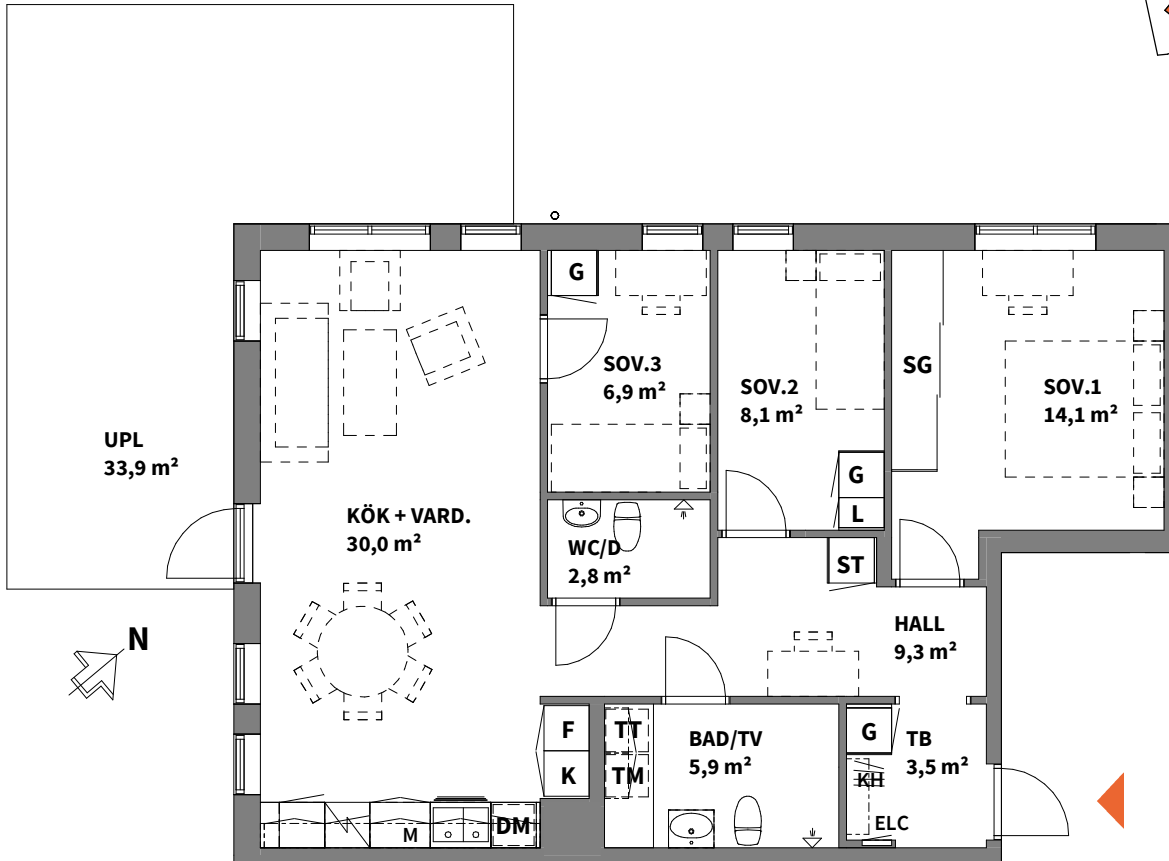 G
SOV.3
6,9 m²
SOV.2
8,1 m²
SG
SOV.1
14,1 m²
UPL
33,9 m²
G
L
KÖK + VARD.
30,0 m²
WC/D
2,8 m²
ST
HALL
9,3 m²
N
F
K
TT
TM
BAD/TV
5,9 m²
G
TB
3,5 m²
KH
ELC
M
DM